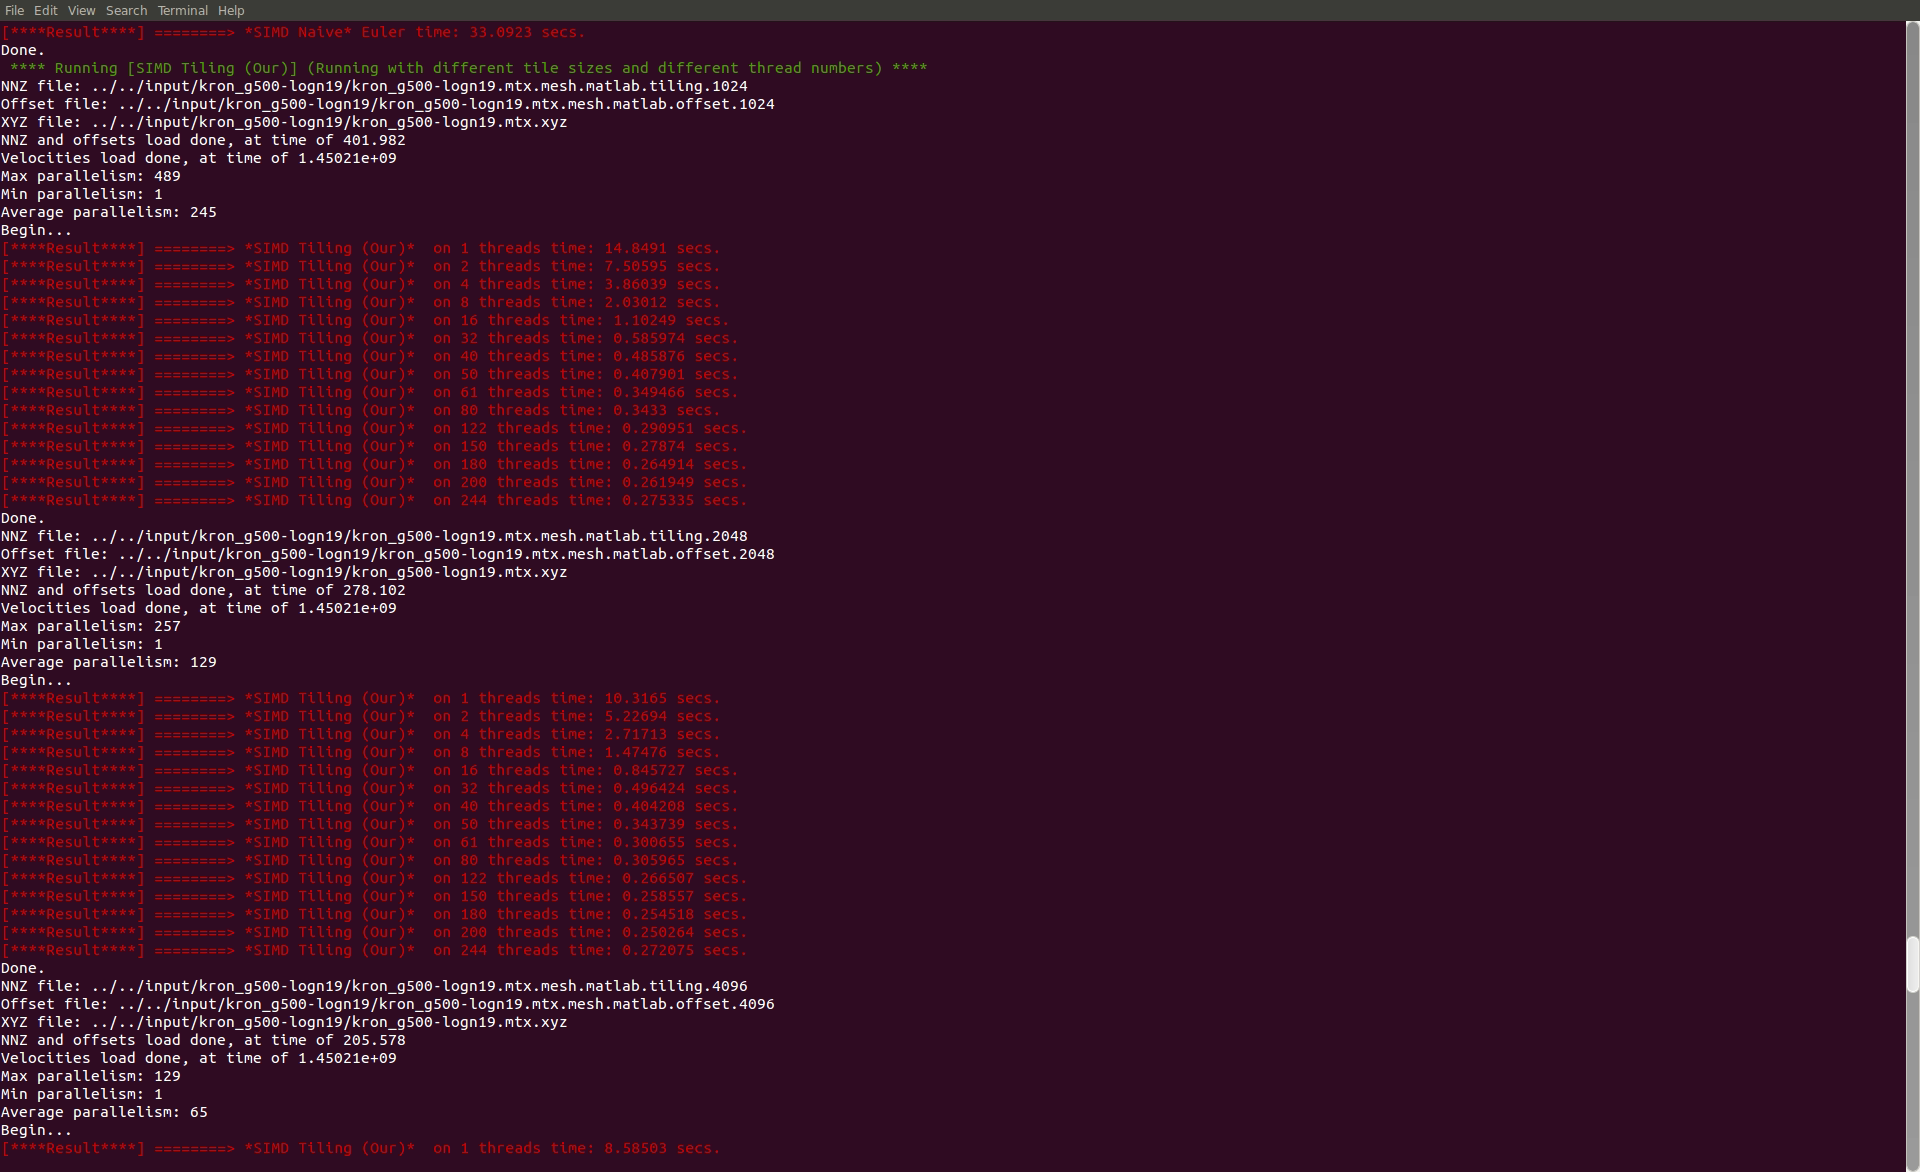 File Edit View Search Terminal Help
[****Result****] ========> *SIMD Naive* Euler time: 33.0923 secs.
Done.
**** Running [SIMD Tiling (Our)] (Running with different tile sizes and different thread numbers) ****
NNZ file: ../../input/kron_g500-logn19/kron_g500-logn19.mtx.mesh.matlab.tiling.1024
Offset file: ../../input/kron_g500-logn19/kron_g500-logn19.mtx.mesh.matlab.offset.1024
XYZ file: ../../input/kron_g500-logn19/kron_g500-logn19.mtx.xyz
NNZ and offsets load done, at time of 401.982
Velocities load done, at time of 1.45021e+09
Max parallelism: 489
Min parallelism: 1
Average parallelism: 245
Begin...
[****Result****] ========> *SIMD Tiling (Our)*  on 1 threads time: 14.8491 secs.
[****Result****] ========> *SIMD Tiling (Our)*  on 2 threads time: 7.50595 secs.
[****Result****] ========> *SIMD Tiling (Our)*  on 4 threads time: 3.86039 secs.
[****Result****] ========> *SIMD Tiling (Our)*  on 8 threads time: 2.03012 secs.
[****Result****] ========> *SIMD Tiling (Our)*  on 16 threads time: 1.10249 secs.
[****Result****] ========> *SIMD Tiling (Our)*  on 32 threads time: 0.585974 secs.
[****Result****] ========> *SIMD Tiling (Our)*  on 40 threads time: 0.485876 secs.
[****Result****] ========> *SIMD Tiling (Our)*  on 50 threads time: 0.407901 secs.
[****Result****] ========> *SIMD Tiling (Our)*  on 61 threads time: 0.349466 secs.
[****Result****] ========> *SIMD Tiling (Our)*  on 80 threads time: 0.3433 secs.
[****Result****] ========> *SIMD Tiling (Our)*  on 122 threads time: 0.290951 secs.
[****Result****] ========> *SIMD Tiling (Our)*  on 150 threads time: 0.27874 secs.
[****Result****] ========> *SIMD Tiling (Our)*  on 180 threads time: 0.264914 secs.
[****Result****] ========> *SIMD Tiling (Our)*  on 200 threads time: 0.261949 secs.
[****Result****] ========> *SIMD Tiling (Our)*  on 244 threads time: 0.275335 secs.
Done.
NNZ file: ../../input/kron_g500-logn19/kron_g500-logn19.mtx.mesh.matlab.tiling.2048
Offset file: ../../input/kron_g500-logn19/kron_g500-logn19.mtx.mesh.matlab.offset.2048
XYZ file: ../../input/kron_g500-logn19/kron_g500-logn19.mtx.xyz
NNZ and offsets load done, at time of 278.102
Velocities load done, at time of 1.45021e+09
Max parallelism: 257
Min parallelism: 1
Average parallelism: 129
Begin...
[****Result****] ========> *SIMD Tiling (Our)*  on 1 threads time: 10.3165 secs.
[****Result****] ========> *SIMD Tiling (Our)*  on 2 threads time: 5.22694 secs.
[****Result****] ========> *SIMD Tiling (Our)*  on 4 threads time: 2.71713 secs.
[****Result****] ========> *SIMD Tiling (Our)*  on 8 threads time: 1.47476 secs.
[****Result****] ========> *SIMD Tiling (Our)*  on 16 threads time: 0.845727 secs.
[****Result****] ========> *SIMD Tiling (Our)*  on 32 threads time: 0.496424 secs.
[****Result****] ========> *SIMD Tiling (Our)*  on 40 threads time: 0.404208 secs.
[****Result****] ========> *SIMD Tiling (Our)*  on 50 threads time: 0.343739 secs.
[****Result****] ========> *SIMD Tiling (Our)*  on 61 threads time: 0.300655 secs.
[****Result****] ========> *SIMD Tiling (Our)*  on 80 threads time: 0.305965 secs.
[****Result****] ========> *SIMD Tiling (Our)*  on 122 threads time: 0.266507 secs.
[****Result****] ========> *SIMD Tiling (Our)*  on 150 threads time: 0.258557 secs.
[****Result****] ========> *SIMD Tiling (Our)*  on 180 threads time: 0.254518 secs.
[****Result****] ========> *SIMD Tiling (Our)*  on 200 threads time: 0.250264 secs.
[****Result****] ========> *SIMD Tiling (Our)*  on 244 threads time: 0.272075 secs.
Done.
NNZ file: ../../input/kron_g500-logn19/kron_g500-logn19.mtx.mesh.matlab.tiling.4096
Offset file: ../../input/kron_g500-logn19/kron_g500-logn19.mtx.mesh.matlab.offset.4096
XYZ file: ../../input/kron_g500-logn19/kron_g500-logn19.mtx.xyz
NNZ and offsets load done, at time of 205.578
Velocities load done, at time of 1.45021e+09
Max parallelism: 129
Min parallelism: 1
Average parallelism: 65
Begin...
[****Result****] ========> *SIMD Tiling (Our)*  on 1 threads time: 8.58503 secs.